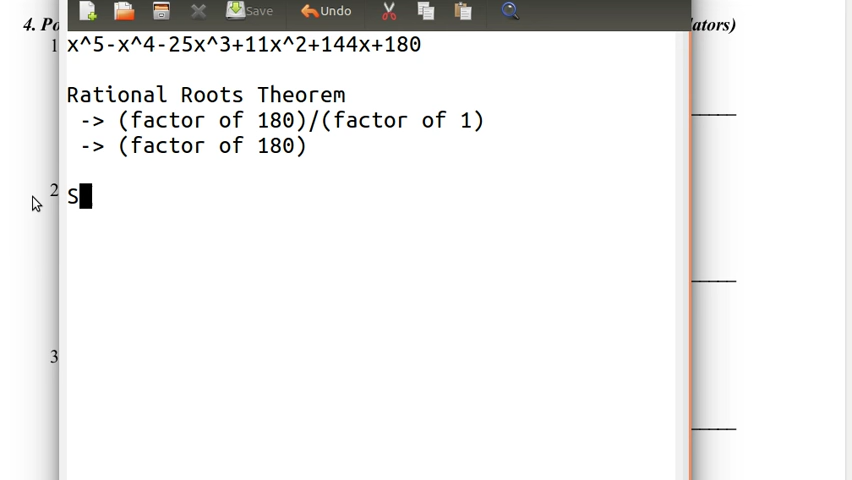 Save Undo
4. Po
lators)
1
x^5-x^4-25x^3+11x^2+144x+180
Rational Roots Theorem
-> (factor of 180)/(factor of 1)
-> (factor of 180)
2
S
3